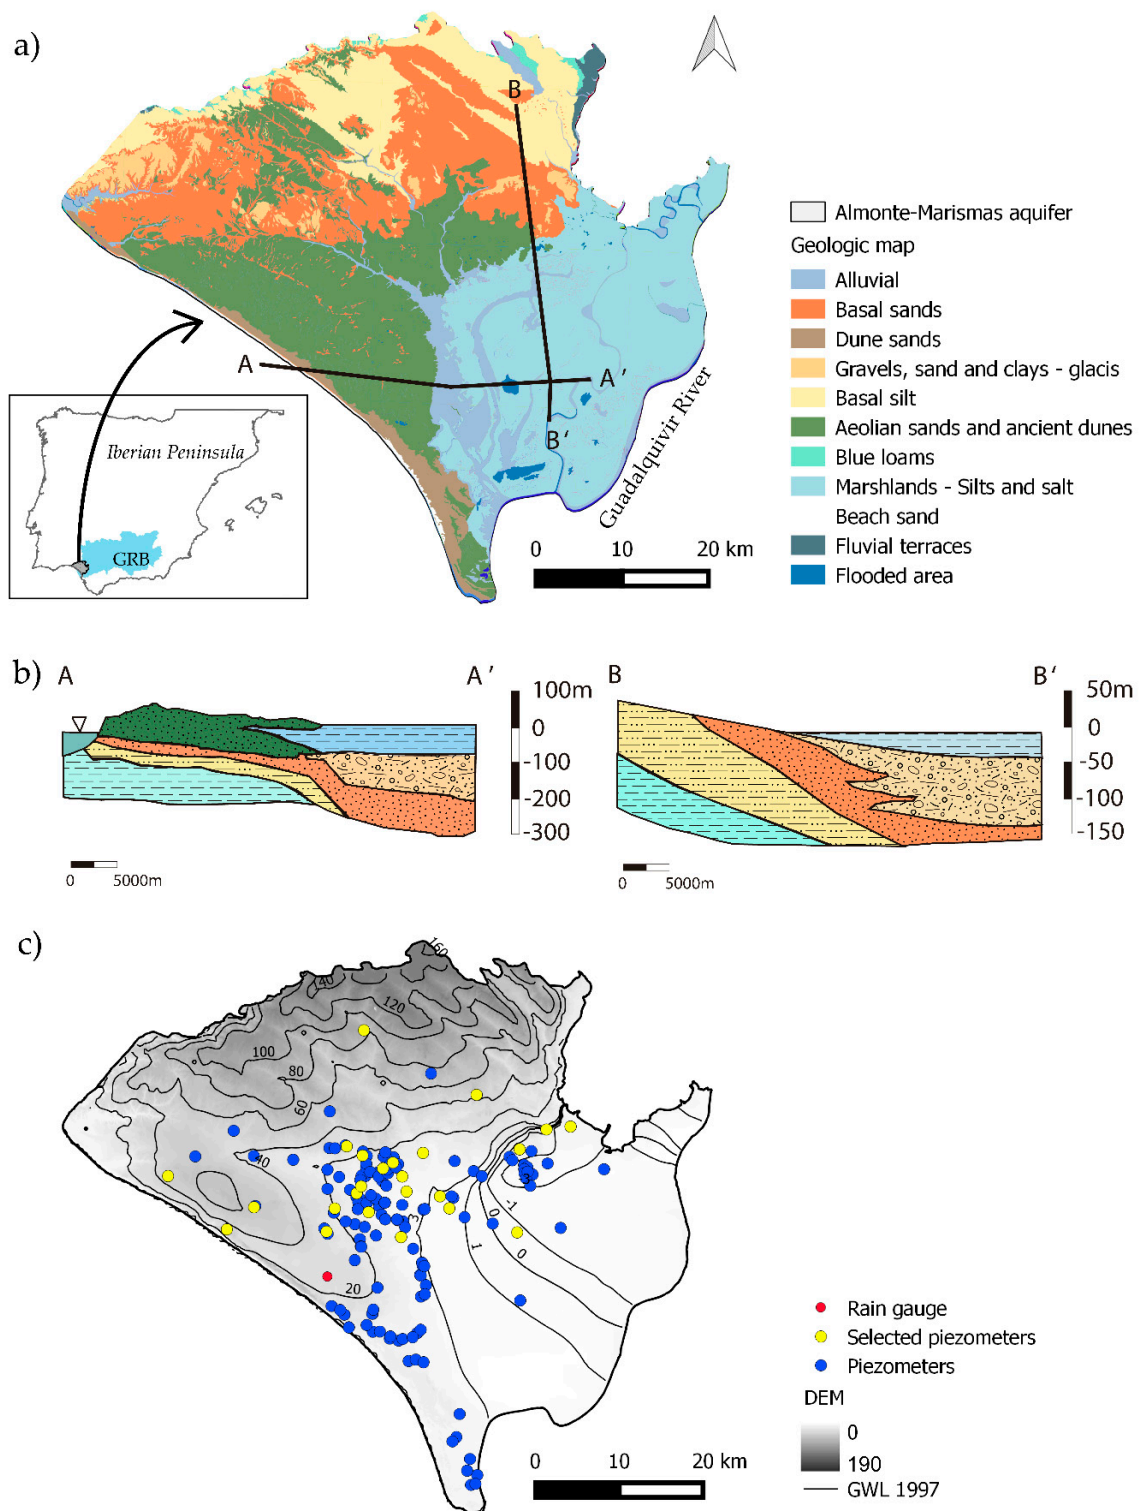 a)
B
A
A'
B'
Guadalquivir River
0 10 20 km
Iberian Peninsula
GRB
Almonte-Marismas aquifer
Geologic map
Alluvial
Basal sands
Dune sands
Gravels, sand and clays - glacis
Basal silt
Aeolian sands and ancient dunes
Blue loams
Marshlands - Silts and salt
Beach sand
Fluvial terraces
Flooded area
b)
A A'
100m
0
-100
-200
-300
0 5000m
B B'
50m
0
-50
-100
-150
0 5000m
c)
160
40
120
100
80
60
40
20
3
3
-1
0
0
1
Rain gauge
Selected piezometers
Piezometers
DEM
0
190
GWL 1997
0 10 20 km